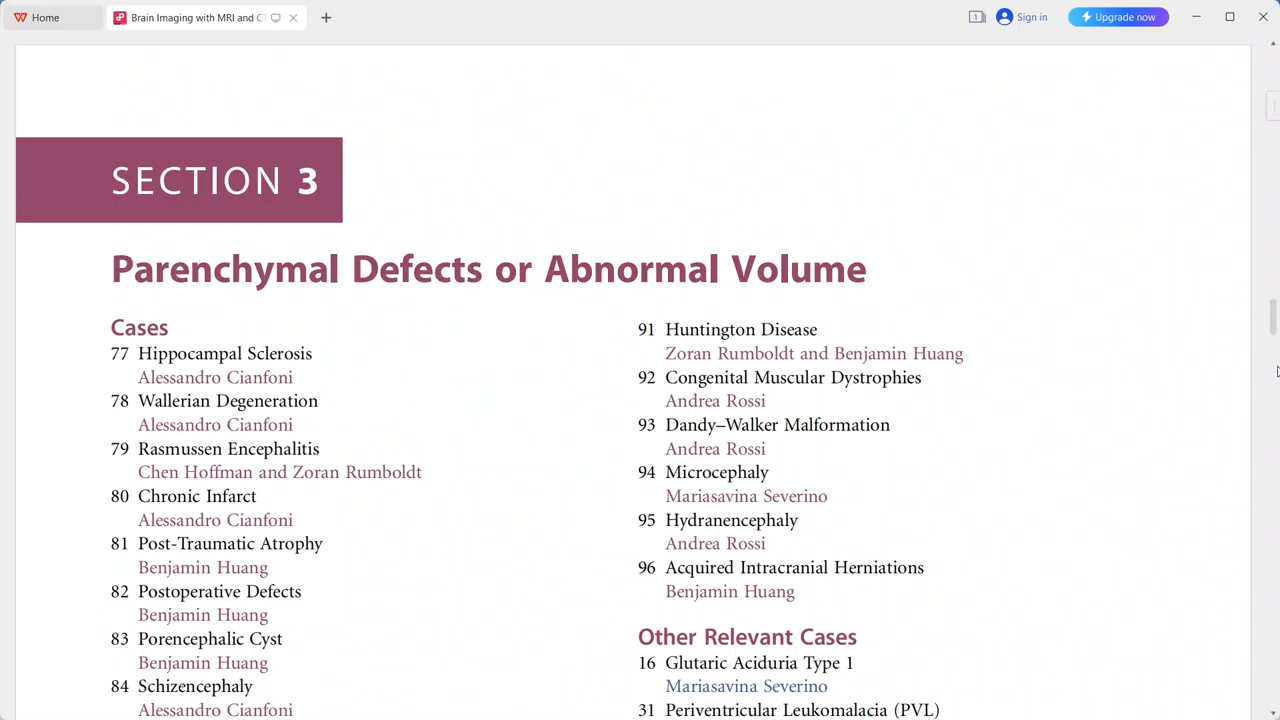 Home
Brain Imaging with MRI and C
1
Sign in
Upgrade now
SECTION 3
Parenchymal Defects or Abnormal Volume
Cases
77 Hippocampal Sclerosis
Alessandro Cianfoni
78 Wallerian Degeneration
Alessandro Cianfoni
79 Rasmussen Encephalitis
Chen Hoffman and Zoran Rumboldt
80 Chronic Infarct
Alessandro Cianfoni
81 Post-Traumatic Atrophy
Benjamin Huang
82 Postoperative Defects
Benjamin Huang
83 Porencephalic Cyst
Benjamin Huang
84 Schizencephaly
Alessandro Cianfoni
91 Huntington Disease
Zoran Rumboldt and Benjamin Huang
92 Congenital Muscular Dystrophies
Andrea Rossi
93 Dandy–Walker Malformation
Andrea Rossi
94 Microcephaly
Mariasavina Severino
95 Hydranencephaly
Andrea Rossi
96 Acquired Intracranial Herniations
Benjamin Huang
Other Relevant Cases
16 Glutaric Aciduria Type 1
Mariasavina Severino
31 Periventricular Leukomalacia (PVL)